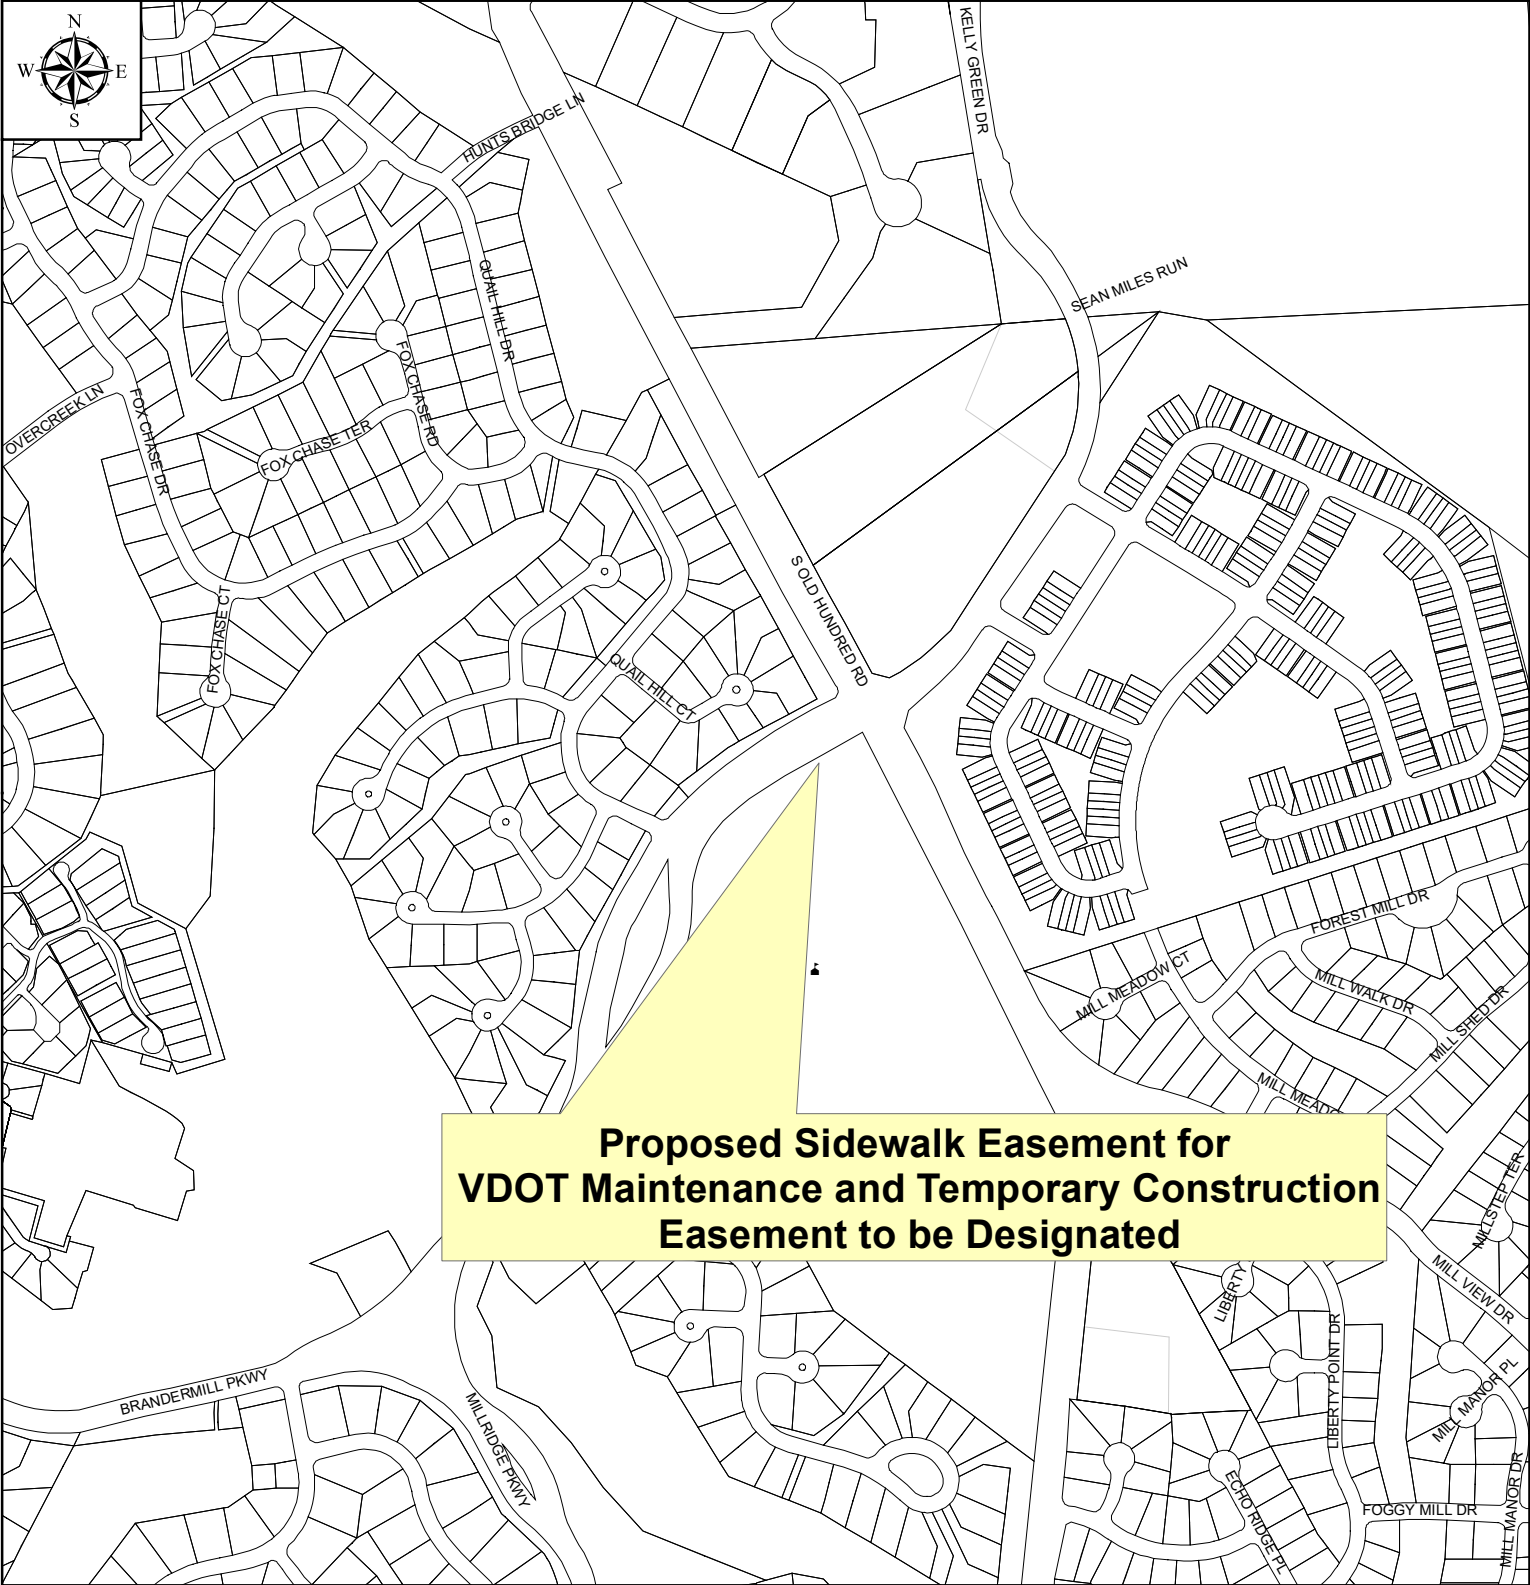 N
W
E
S
KELLY GREEN DR
HUNTS BRIDGE LN
QUAIL HILL DR
SEAN MILES RUN
FOX CHASE RD
OVERCREEK LN
FOX CHASE DR
FOX CHASE TER
FOX CHASE CT
S OLD HUNDRED RD
QUAIL HILL CT
FOREST MILL DR
MILL MEADOW CT
MILL WALK DR
MILL SHED DR
MILL MEADO
Proposed Sidewalk Easement for
VDOT Maintenance and Temporary Construction
Easement to be Designated
MILLSTEP TER
LIBERTY
MILL VIEW DR
LIBERTY POINT DR
BRANDERMILL PKWY
MILLRIDGE PKWY
MILL MANOR PL
MILL MANOR DR
ECHO RIDGE PL
FOGGY MILL DR